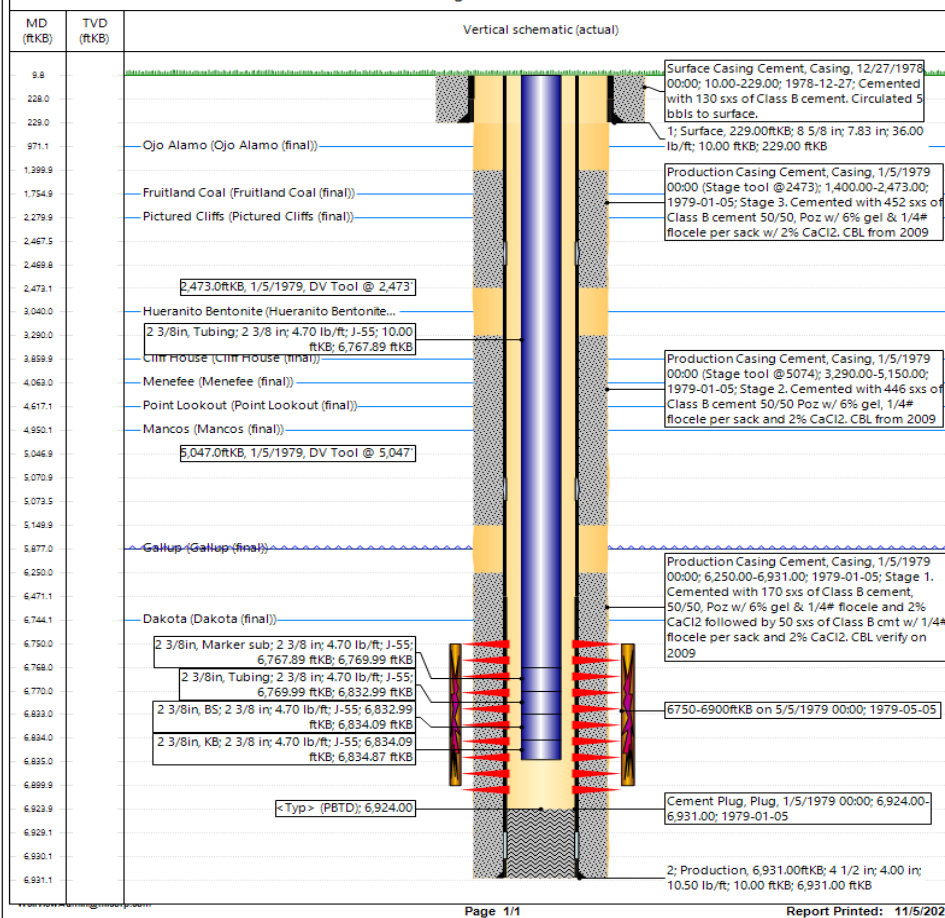 MD
(ftKB)
TVD
(ftKB)
Vertical schematic (actual)
9.8
228.0
229.0
971.1
1,399.9
1,754.9
2,279.9
2,467.5
2,469.8
2,473.1
3,040.0
3,290.0
3,859.9
4,063.0
4,617.1
4,950.1
5,046.9
5,070.9
5,073.5
5,149.9
5,877.0
6,250.0
6,471.1
6,744.1
6,750.0
6,768.0
6,770.0
6,833.0
6,834.0
6,835.0
6,899.9
6,923.9
6,929.1
6,930.1
6,931.1
Ojo Alamo (Ojo Alamo (final))
Fruitland Coal (Fruitland Coal (final))
Pictured Cliffs (Pictured Cliffs (final))
2,473.0ftKB, 1/5/1979, DV Tool @ 2,473'
Hueranito Bentonite (Hueranito Bentonite...
2 3/8in, Tubing; 2 3/8 in; 4.70 lb/ft; J-55; 10.00
ftKB; 6,767.89 ftKB
Cliff House (Cliff House (final))
Menefee (Menefee (final))
Point Lookout (Point Lookout (final))
Mancos (Mancos (final))
5,047.0ftKB, 1/5/1979, DV Tool @ 5,047'
Gallup (Gallup (final))
Dakota (Dakota (final))
2 3/8in, Marker sub; 2 3/8 in; 4.70 lb/ft; J-55;
6,767.89 ftKB; 6,769.99 ftKB
2 3/8in, Tubing; 2 3/8 in; 4.70 lb/ft; J-55;
6,769.99 ftKB; 6,832.99 ftKB
2 3/8in, BS; 2 3/8 in; 4.70 lb/ft; J-55; 6,832.99
ftKB; 6,834.09 ftKB
2 3/8in, KB; 2 3/8 in; 4.70 lb/ft; J-55; 6,834.09
ftKB; 6,834.87 ftKB
<Typ> (PBTD); 6,924.00
Surface Casing Cement, Casing, 12/27/1978
00:00; 10.00-229.00; 1978-12-27; Cemented
with 130 sxs of Class B cement. Circulated 5
bbls to surface.
1; Surface, 229.00ftKB; 8 5/8 in; 7.83 in; 36.00
lb/ft; 10.00 ftKB; 229.00 ftKB
Production Casing Cement, Casing, 1/5/1979
00:00 (Stage tool @2473); 1,400.00-2,473.00;
1979-01-05; Stage 3. Cemented with 452 sxs of
Class B cement 50/50, Poz w/ 6% gel & 1/4#
flocele per sack w/ 2% CaCl2. CBL from 2009
Production Casing Cement, Casing, 1/5/1979
00:00 (Stage tool @5074); 3,290.00-5,150.00;
1979-01-05; Stage 2. Cemented with 446 sxs of
Class B cement 50/50 Poz w/ 6% gel, 1/4#
flocele per sack and 2% CaCl2. CBL from 2009
Production Casing Cement, Casing, 1/5/1979
00:00; 6,250.00-6,931.00; 1979-01-05; Stage 1.
Cemented with 170 sxs of Class B cement,
50/50, Poz w/ 6% gel & 1/4# flocele and 2%
CaCl2 followed by 50 sxs of Class B cmt w/ 1/4#
flocele per sack and 2% CaCl2. CBL verify on
2009
6750-6900ftKB on 5/5/1979 00:00; 1979-05-05
Cement Plug, Plug, 1/5/1979 00:00; 6,924.00-
6,931.00; 1979-01-05
2; Production, 6,931.00ftKB; 4 1/2 in; 4.00 in;
10.50 lb/ft; 10.00 ftKB; 6,931.00 ftKB
Page 1/1
Report Printed: 11/5/202